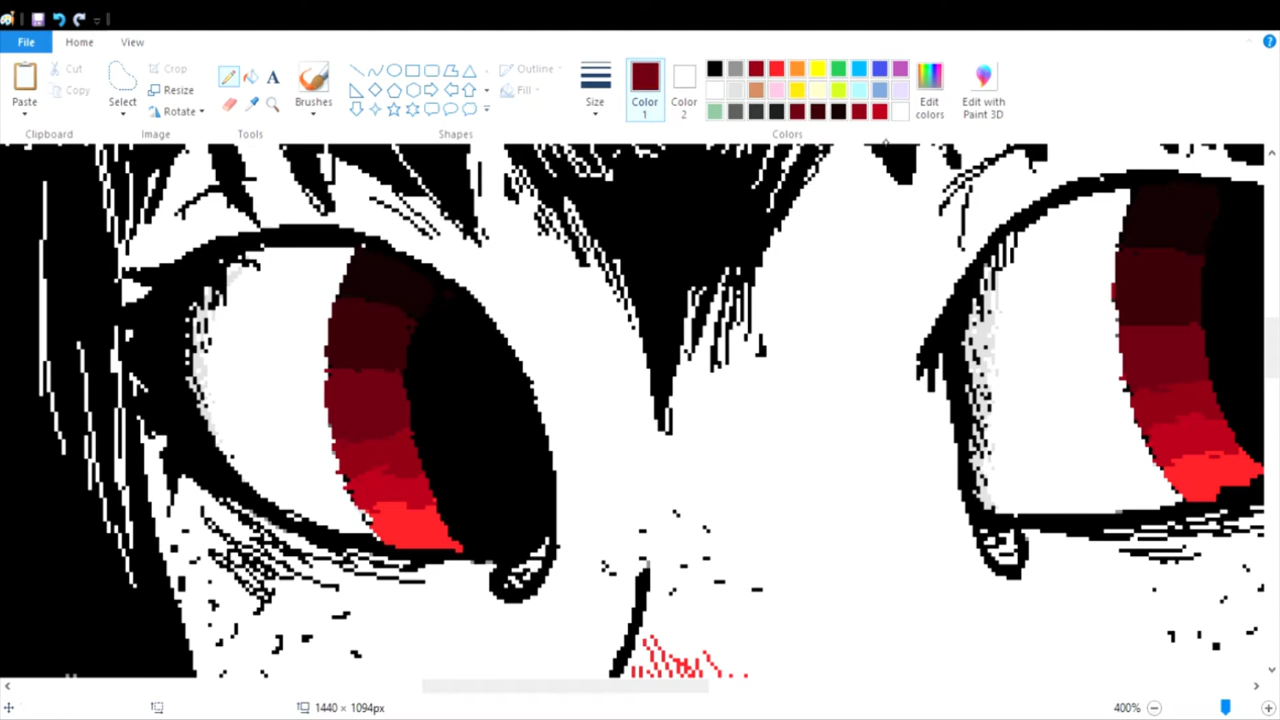 File Home View
Paste
Cut
Copy
Clipboard
Select
Crop
Resize
Rotate
Image
Tools
Brushes
Shapes
Outline
Fill
Size
Color 1
Color 2
Edit colors
Edit with Paint 3D
Colors
1440 × 1094px
400%